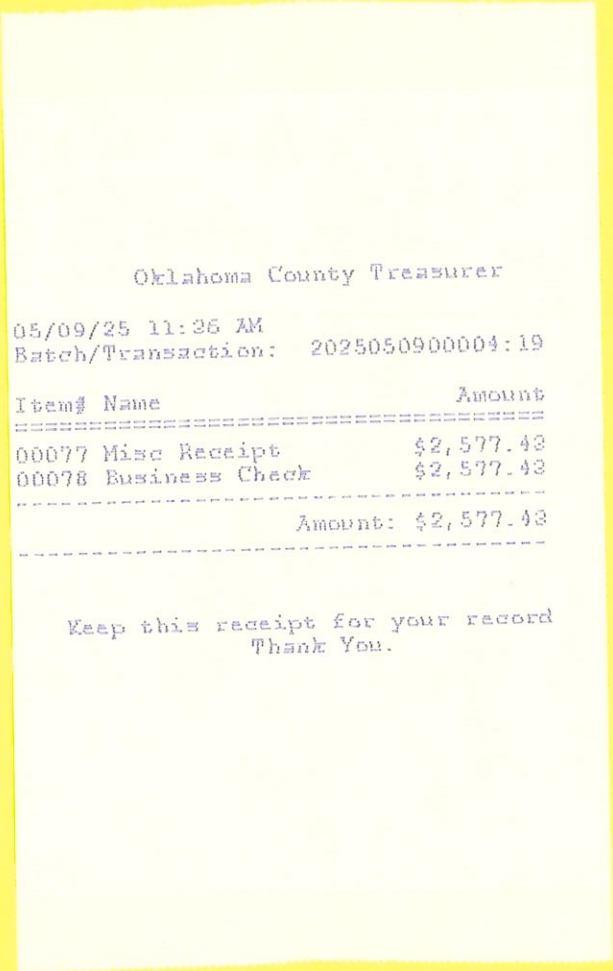 Oklahoma County Treasurer
05/09/25 11:26 AM
Batch/Transaction: 2025050900004:19
Item# Name Amount
=====================================
00077 Misc Receipt $2,577.43
00078 Business Check $2,577.43
-------------------------------------
Amount: $2,577.43
-------------------------------------
Keep this receipt for your record
Thank You.